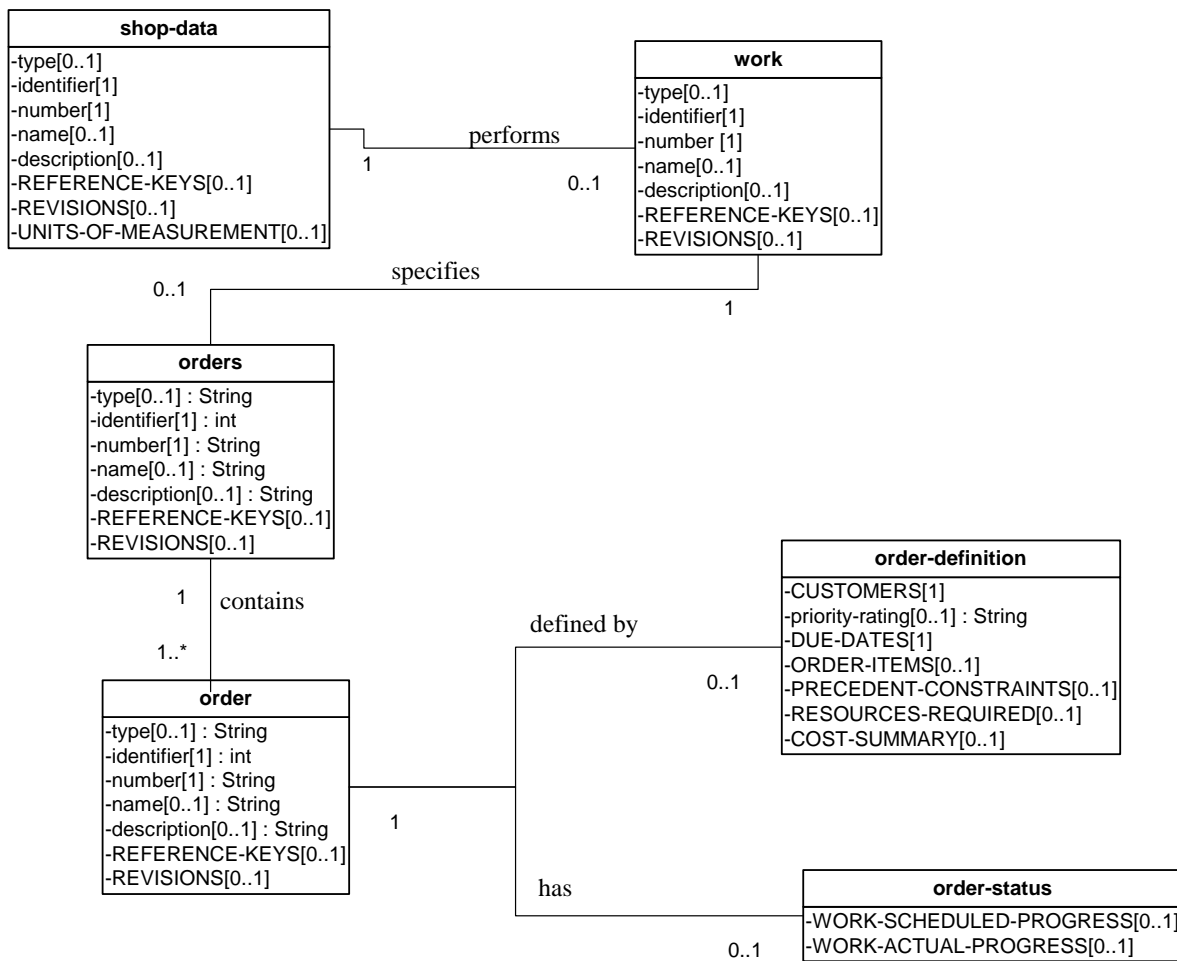 shop-data
-type[0..1]
-identifier[1]
-number[1]
-name[0..1]
-description[0..1]
-REFERENCE-KEYS[0..1]
-REVISIONS[0..1]
-UNITS-OF-MEASUREMENT[0..1]
performs
1
0..1
work
-type[0..1]
-identifier[1]
-number [1]
-name[0..1]
-description[0..1]
-REFERENCE-KEYS[0..1]
-REVISIONS[0..1]
specifies
0..1
1
orders
-type[0..1] : String
-identifier[1] : int
-number[1] : String
-name[0..1] : String
-description[0..1] : String
-REFERENCE-KEYS[0..1]
-REVISIONS[0..1]
1
contains
1..*
order
-type[0..1] : String
-identifier[1] : int
-number[1] : String
-name[0..1] : String
-description[0..1] : String
-REFERENCE-KEYS[0..1]
-REVISIONS[0..1]
1
defined by
0..1
order-definition
-CUSTOMERS[1]
-priority-rating[0..1] : String
-DUE-DATES[1]
-ORDER-ITEMS[0..1]
-PRECEDENT-CONSTRAINTS[0..1]
-RESOURCES-REQUIRED[0..1]
-COST-SUMMARY[0..1]
has
0..1
order-status
-WORK-SCHEDULED-PROGRESS[0..1]
-WORK-ACTUAL-PROGRESS[0..1]